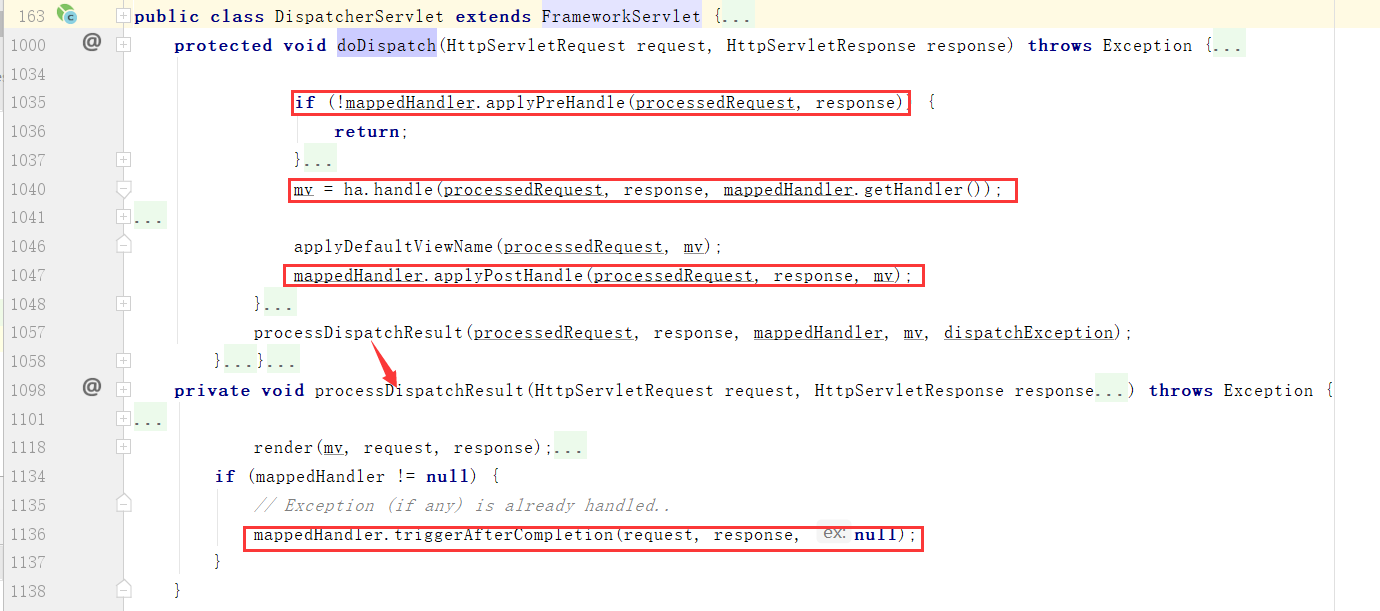 163 public class DispatcherServlet extends FrameworkServlet {...
1000 @ protected void doDispatch(HttpServletRequest request, HttpServletResponse response) throws Exception {...
1034
1035 if (!mappedHandler.applyPreHandle(processedRequest, response)) {
1036 return;
1037 }...
1040 mv = ha.handle(processedRequest, response, mappedHandler.getHandler());
1041 ...
1046 applyDefaultViewName(processedRequest, mv);
1047 mappedHandler.applyPostHandle(processedRequest, response, mv);
1048 }...
1057 processDispatchResult(processedRequest, response, mappedHandler, mv, dispatchException);
1058 }...}...
1098 @ private void processDispatchResult(HttpServletRequest request, HttpServletResponse response...) throws Exception {
1101 ...
1118 render(mv, request, response);...
1134 if (mappedHandler != null) {
1135 // Exception (if any) is already handled..
1136 mappedHandler.triggerAfterCompletion(request, response, ex: null);
1137 }
1138 }